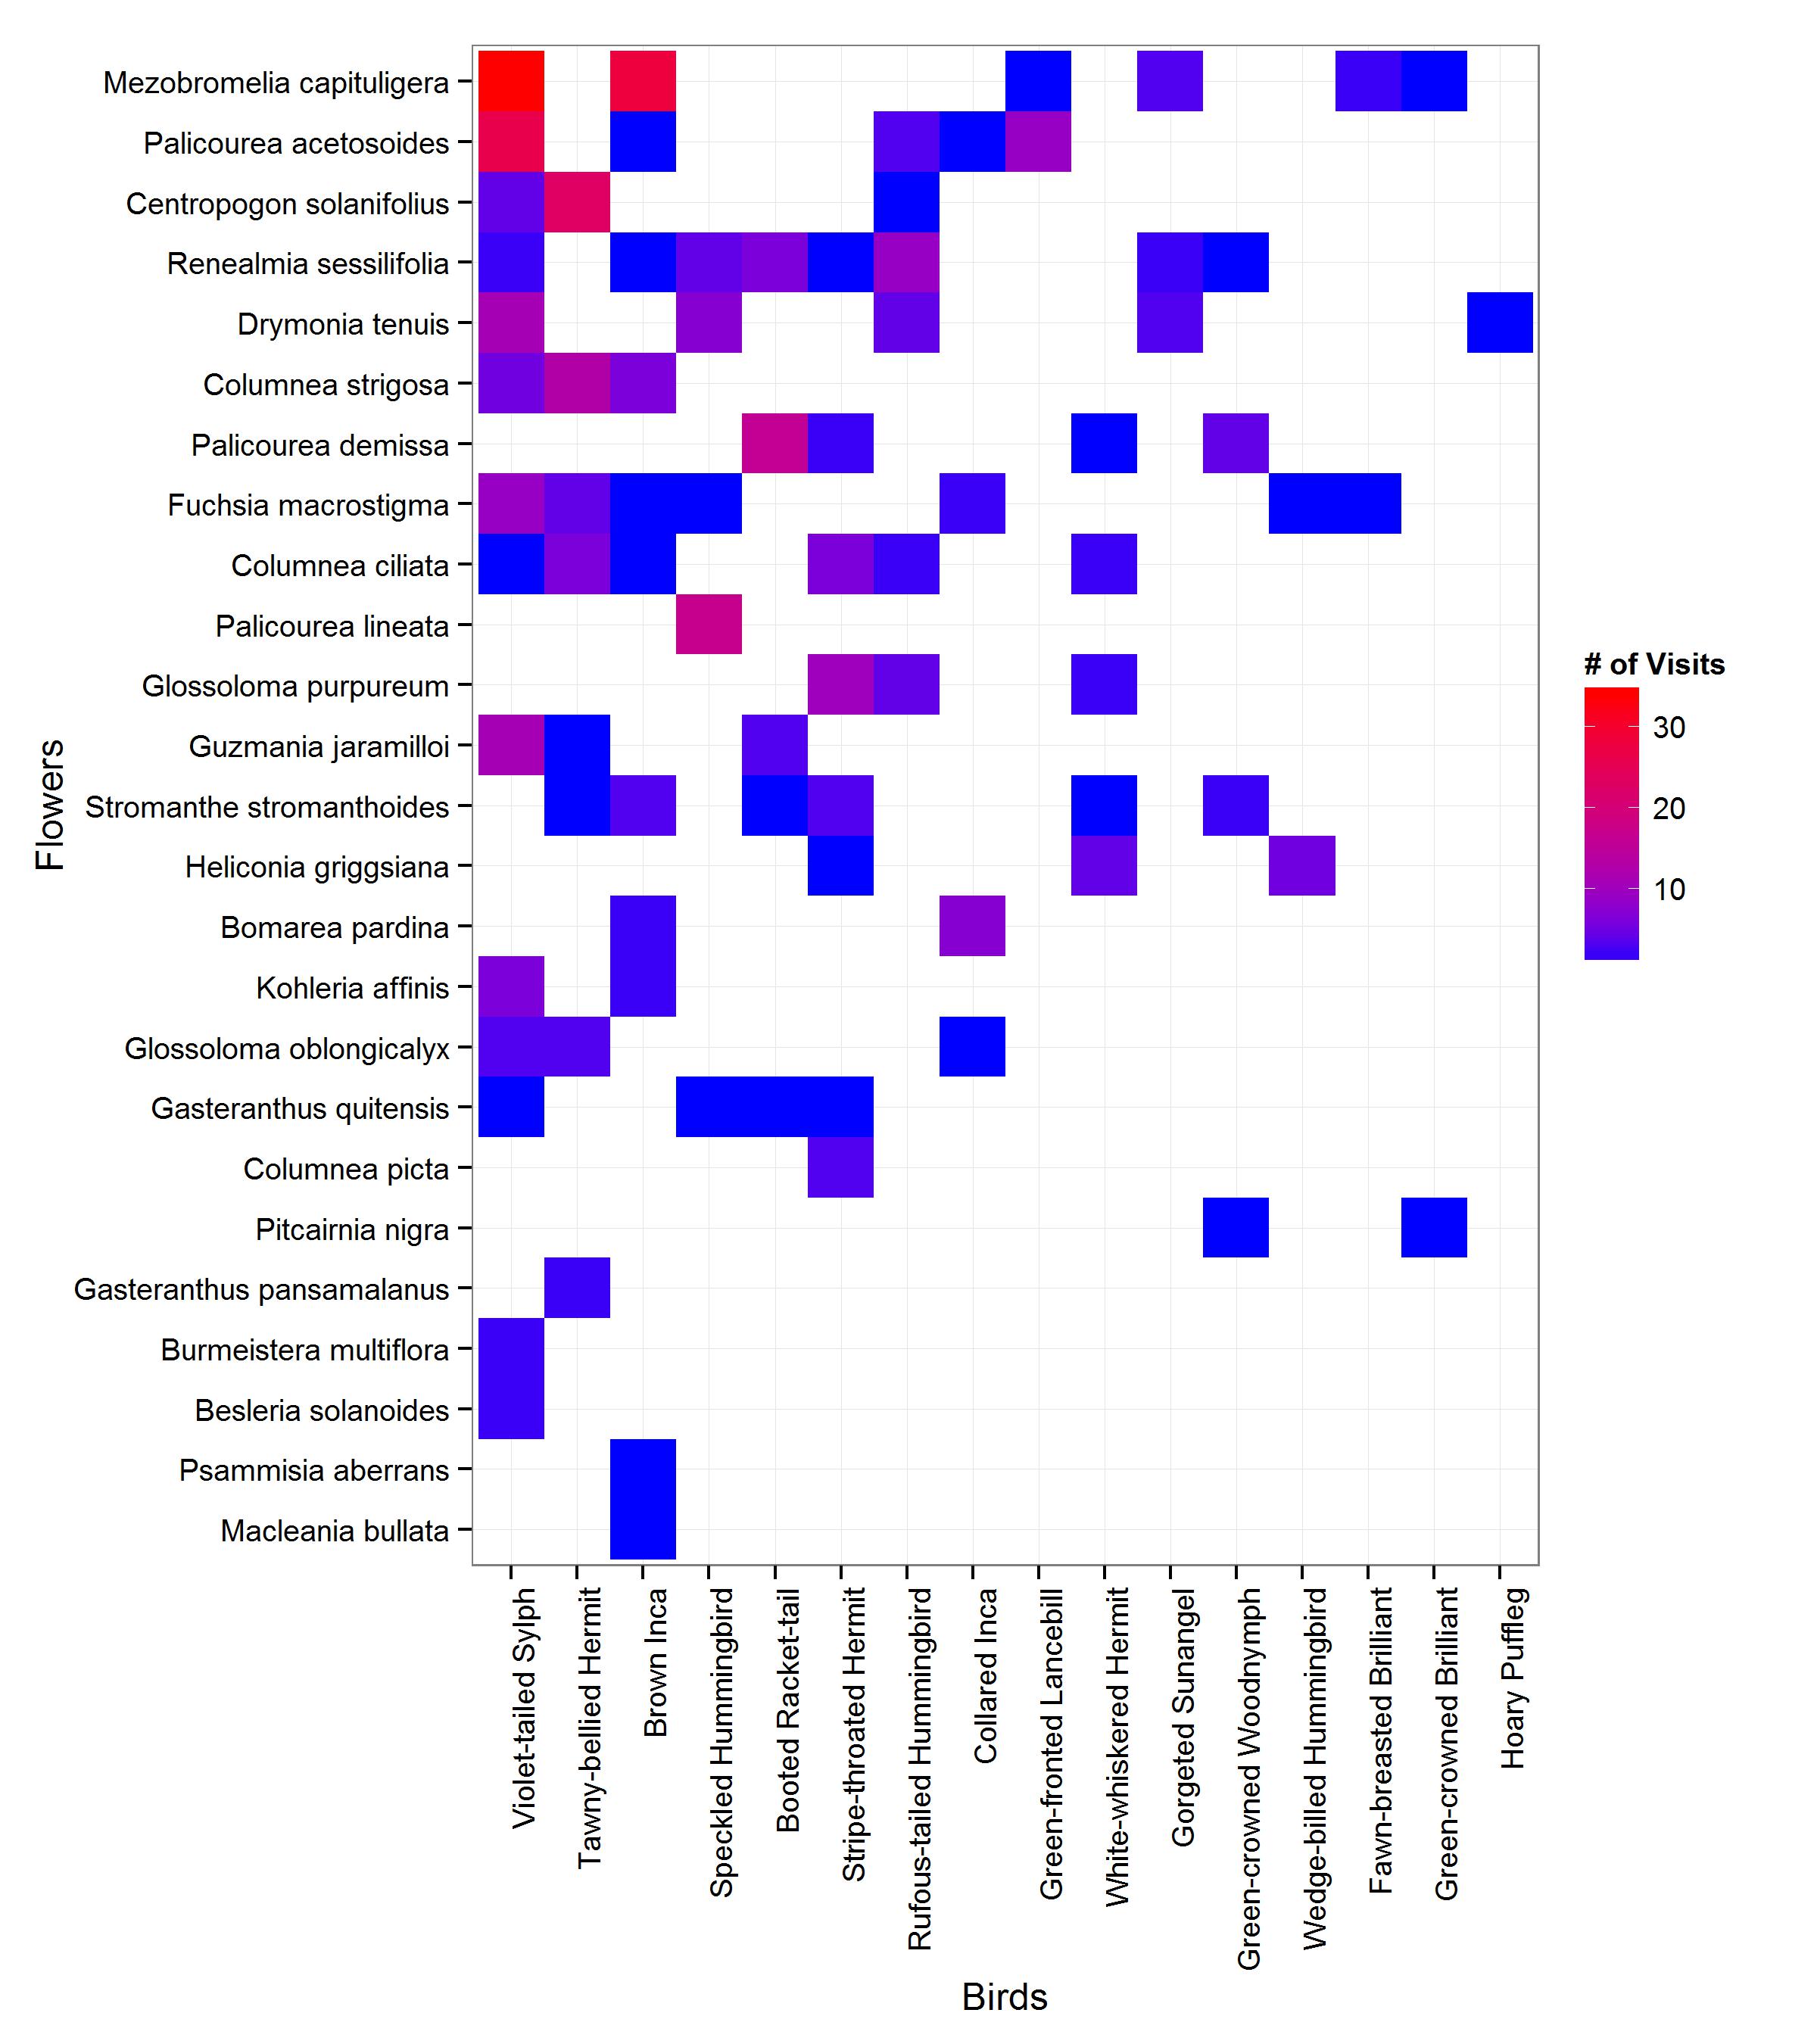 Mezobromelia capituligera
Palicourea acetosoides
Centropogon solanifolius
Renealmia sessilifolia
Drymonia tenuis
Columnea strigosa
Palicourea demissa
Fuchsia macrostigma
Columnea ciliata
Palicourea lineata
Glossoloma purpureum
Guzmania jaramilloi
Stromanthe stromanthoides
Heliconia griggsiana
Bomarea pardina
Kohleria affinis
Glossoloma oblongicalyx
Gasteranthus quitensis
Columnea picta
Pitcairnia nigra
Gasteranthus pansamalanus
Burmeistera multiflora
Besleria solanoides
Psammisia aberrans
Macleania bullata
Flowers
Violet-tailed Sylph
Tawny-bellied Hermit
Brown Inca
Speckled Hummingbird
Booted Racket-tail
Stripe-throated Hermit
Rufous-tailed Hummingbird
Collared Inca
Green-fronted Lancebill
White-whiskered Hermit
Gorgeted Sunangel
Green-crowned Woodnymph
Wedge-billed Hummingbird
Fawn-breasted Brilliant
Green-crowned Brilliant
Hoary Puffleg
Birds
# of Visits
30
20
10